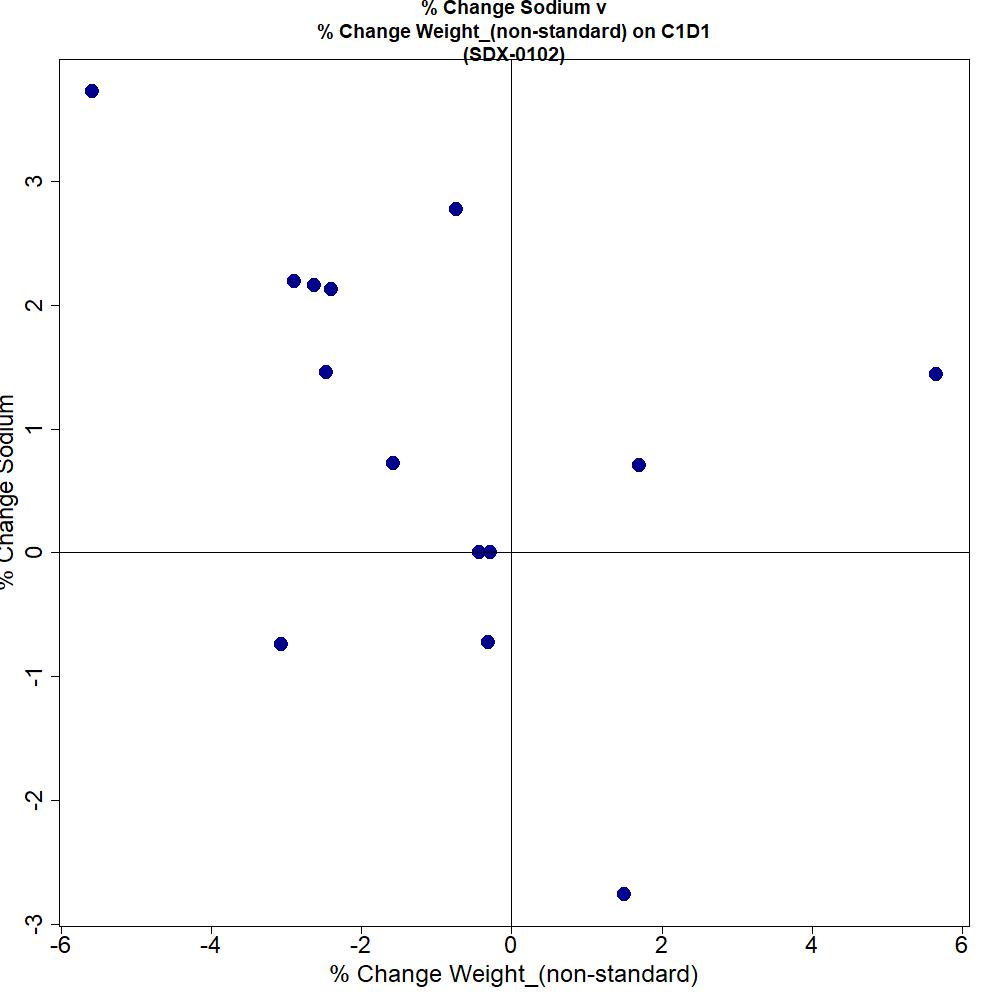 % Change Sodium v
% Change Weight_(non-standard) on C1D1
(SDX-0102)
% Change Sodium
3
2
1
0
-1
-2
-3
-6 -4 -2 0 2 4 6
% Change Weight_(non-standard)